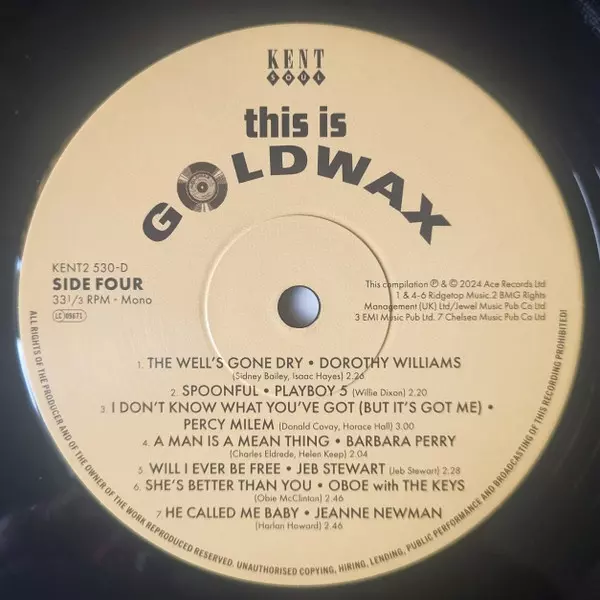 KENT
SOUL
this is
GOLDWAX
KENT2 530-D
SIDE FOUR
33 1/3 RPM - Mono
LC 09871
This compilation ℗ & © 2024 Ace Records Ltd
1 & 4-6 Ridgetop Music. 2 BMG Rights
Management (UK) Ltd/Jewel Music Pub Co Ltd
3 EMI Music Pub Ltd. 7 Chelsea Music Pub Co Ltd
1. THE WELL'S GONE DRY • DOROTHY WILLIAMS
(Sidney Bailey, Isaac Hayes) 2.26
2. SPOONFUL • PLAYBOY 5 (Willie Dixon) 2.20
3. I DON'T KNOW WHAT YOU'VE GOT (BUT IT'S GOT ME) •
PERCY MILEM (Donald Covay, Horace Hall) 3.00
4. A MAN IS A MEAN THING • BARBARA PERRY
(Charles Eldrede, Helen Keep) 2.04
5. WILL I EVER BE FREE • JEB STEWART (Jeb Stewart) 2:28
6. SHE'S BETTER THAN YOU • OBOE with THE KEYS
(Obie McClinton) 2.46
7. HE CALLED ME BABY • JEANNE NEWMAN
(Harlan Howard) 2.46
ALL RIGHTS OF THE PRODUCER AND OF THE OWNER OF THE WORK REPRODUCED RESERVED. UNAUTHORISED COPYING, HIRING, LENDING, PUBLIC PERFORMANCE AND BROADCASTING OF THIS RECORDING PROHIBITED!